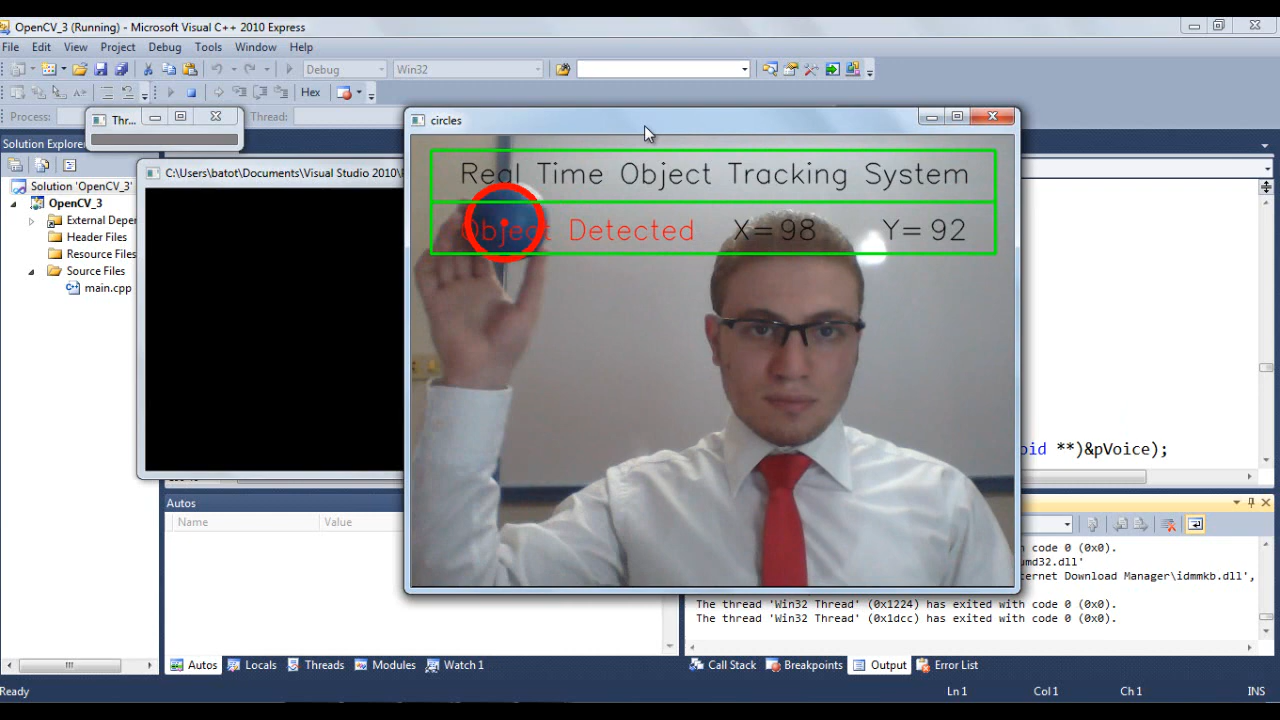 OpenCV_3 (Running) - Microsoft Visual C++ 2010 Express
File Edit View Project Debug Tools Window Help
Debug Win32
Hex
Process: Thread:
Thr...
circles
Solution Explorer
C:\Users\batot\Documents\Visual Studio 2010\
Solution 'OpenCV_3'
OpenCV_3
External Depe
Header Files
Resource Files
Source Files
main.cpp
Real Time Object Tracking System
Object Detected X=98 Y=92
oid **)&pVoice);
Autos
Name Value
h code 0 (0x0).
umd32.dll'
ternet Download Manager\idmmkb.dll',
The thread 'Win32 Thread' (0x1224) has exited with code 0 (0x0).
The thread 'Win32 Thread' (0x1dcc) has exited with code 0 (0x0).
Autos Locals Threads Modules Watch 1
Call Stack Breakpoints Output Error List
Ready Ln 1 Col 1 Ch 1 INS